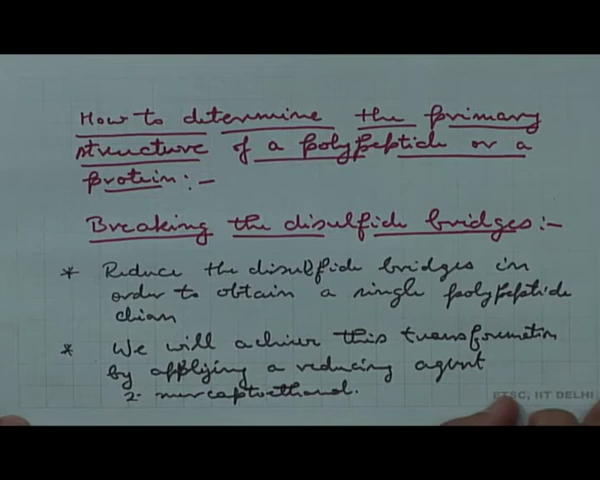 How to determine the primary
structure of a polypeptide or a
protein:-
Breaking the disulfide bridges:-
* Reduce the disulfide bridges in
order to obtain a single polypeptide
chian
* We will achieve this transformation
by applying a reducing agent
2-mercaptoethanol.
ETSC, IIT DELHI